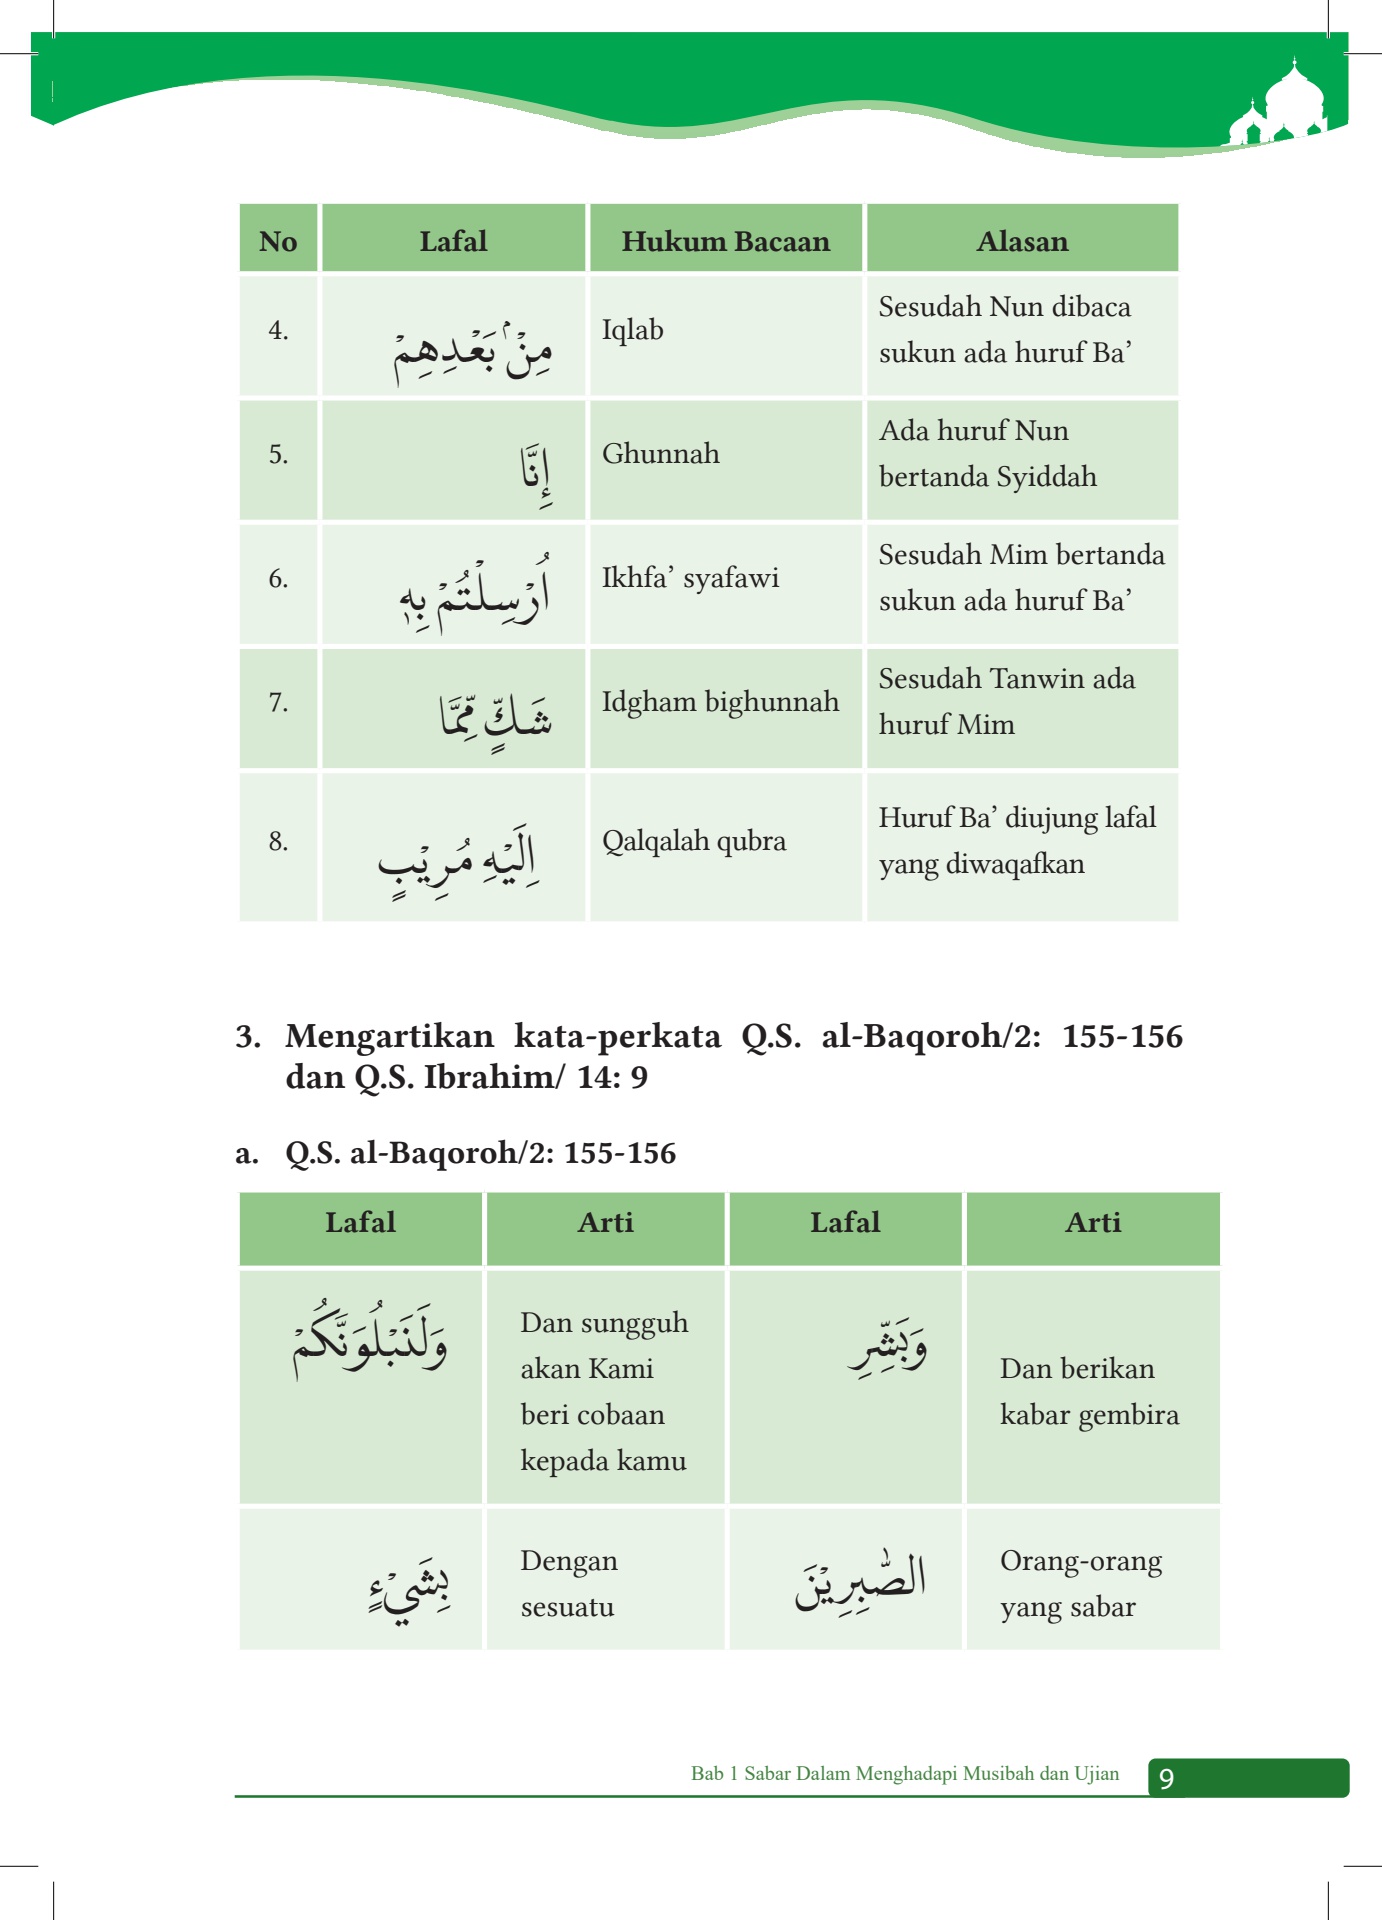 No Lafal Hukum Bacaan Alasan
4. مِنْۢ بَعْدِهِمْ Iqlab Sesudah Nun dibaca
sukun ada huruf Ba’
5. إِنَّا Ghunnah Ada huruf Nun
bertanda Syiddah
6. اُرْسِلْتُمْ بِهٖ Ikhfa’ syafawi Sesudah Mim bertanda
sukun ada huruf Ba’
7. شَكٍّ مِّمَّا Idgham bighunnah Sesudah Tanwin ada
huruf Mim
8. اِلَيْهِ مُرِيْبٍ Qalqalah qubra Huruf Ba’ diujung lafal
yang diwaqafkan
3. Mengartikan kata-perkata Q.S. al-Baqoroh/2: 155-156
dan Q.S. Ibrahim/ 14: 9
a. Q.S. al-Baqoroh/2: 155-156
Lafal Arti Lafal Arti
وَلَنَبْلُوَنَّكُمْ Dan sungguh
akan Kami
beri cobaan
kepada kamu
وَبَشِّرِ Dan berikan
kabar gembira
بِشَيْءٍ Dengan
sesuatu
الصّٰبِرِيْنَ Orang-orang
yang sabar
Bab 1 Sabar Dalam Menghadapi Musibah dan Ujian 9